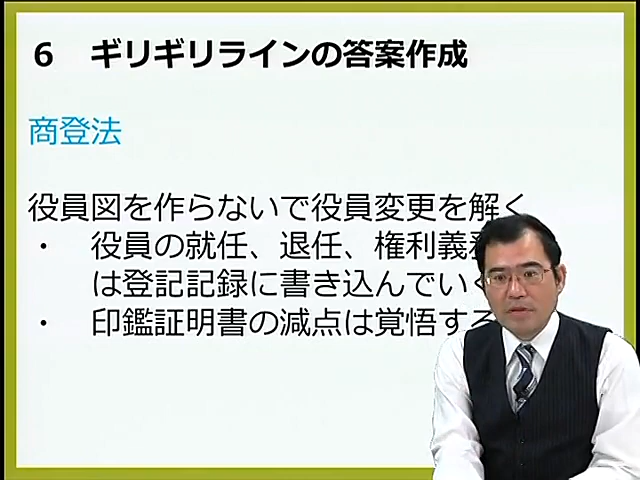 6 ギリギリラインの答案作成
商登法
役員図を作らないで役員変更を解く
・ 役員の就任、退任、権利義務
は登記記録に書き込んでいく
・ 印鑑証明書の減点は覚悟する